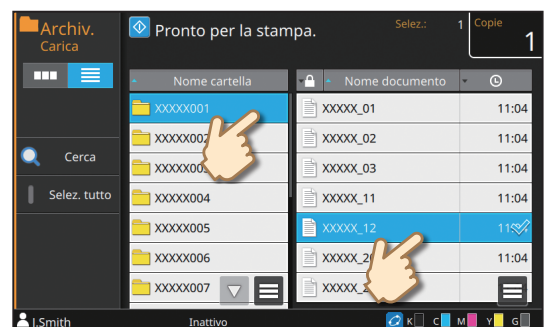 Archiv.
Carica
Pronto per la stampa.
Selez.: 1
Copie
1
Nome cartella
Nome documento
XXXXX001
XXXXX002
XXXXX003
XXXXX004
XXXXX005
XXXXX006
XXXXX007
XXXXX_01 11:04
XXXXX_02 11:04
XXXXX_03 11:04
XXXXX_11 11:04
XXXXX_12
11:04
Cerca
Selez. tutto
J.Smith
Inattivo
K C M Y G